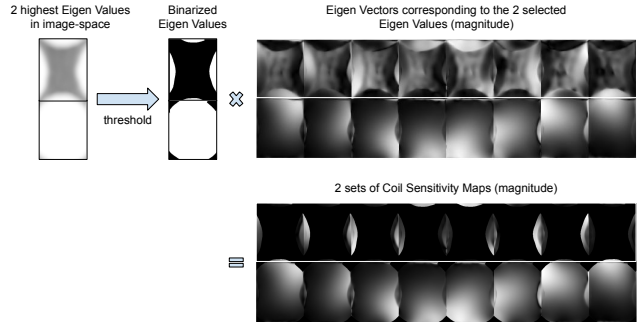 2 highest Eigen Values
in image-space
Binarized
Eigen Values
Eigen Vectors corresponding to the 2 selected
Eigen Values (magnitude)
threshold
2 sets of Coil Sensitivity Maps (magnitude)
=